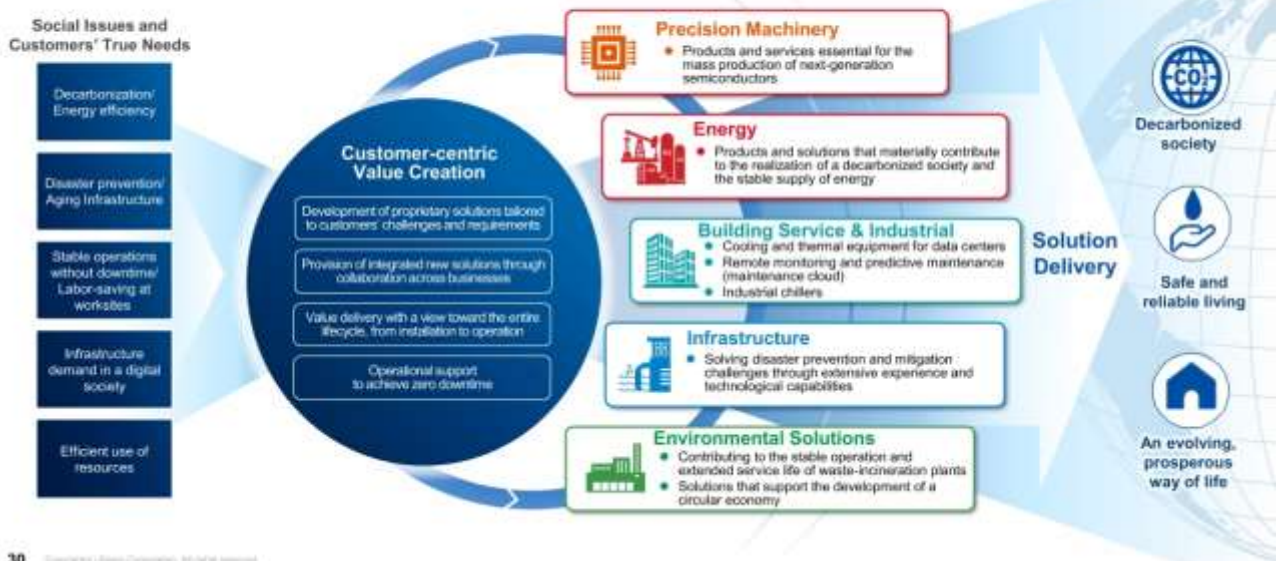 Social Issues and
Customers' True Needs
Decarbonization/
Energy efficiency
Disaster prevention/
Aging Infrastructure
Stable operations
without downtime/
Labor-saving at
worksites
Infrastructure
demand in a digital
society
Efficient use of
resources
Customer-centric
Value Creation
Development of proprietary solutions tailored
to customers' challenges and requirements
Provision of integrated new solutions through
collaboration across businesses
Value delivery with a view toward the entire
lifecycle, from installation to operation
Operational support
to achieve zero downtime
Precision Machinery
• Products and services essential for the
mass production of next-generation
semiconductors
Energy
• Products and solutions that materially contribute
to the realization of a decarbonized society and
the stable supply of energy
Building Service & Industrial
• Cooling and thermal equipment for data centers
• Remote monitoring and predictive maintenance
(maintenance cloud)
• Industrial chillers
Infrastructure
• Solving disaster prevention and mitigation
challenges through extensive experience and
technological capabilities
Environmental Solutions
• Contributing to the stable operation and
extended service life of waste-incineration plants
• Solutions that support the development of a
circular economy
Solution
Delivery
CO2
Decarbonized
society
Safe and
reliable living
An evolving,
prosperous
way of life
30